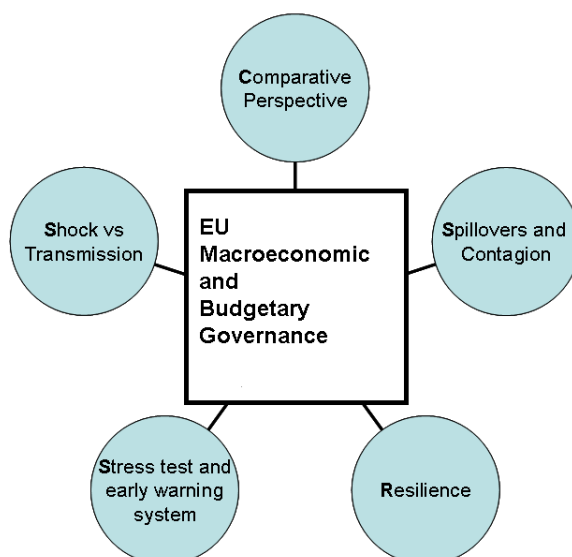 Comparative
Perspective
Shock vs
Transmission
EU
Macroeconomic
and
Budgetary
Governance
Spillovers and
Contagion
Stress test and
early warning
system
Resilience